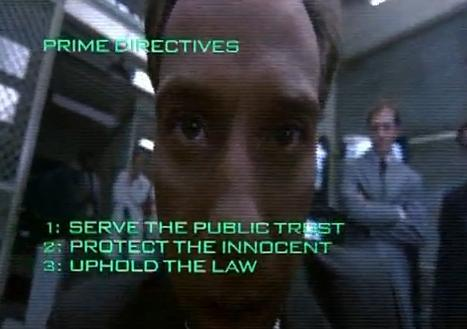 PRIME DIRECTIVES
1: SERVE THE PUBLIC TRUST
2: PROTECT THE INNOCENT
3: UPHOLD THE LAW